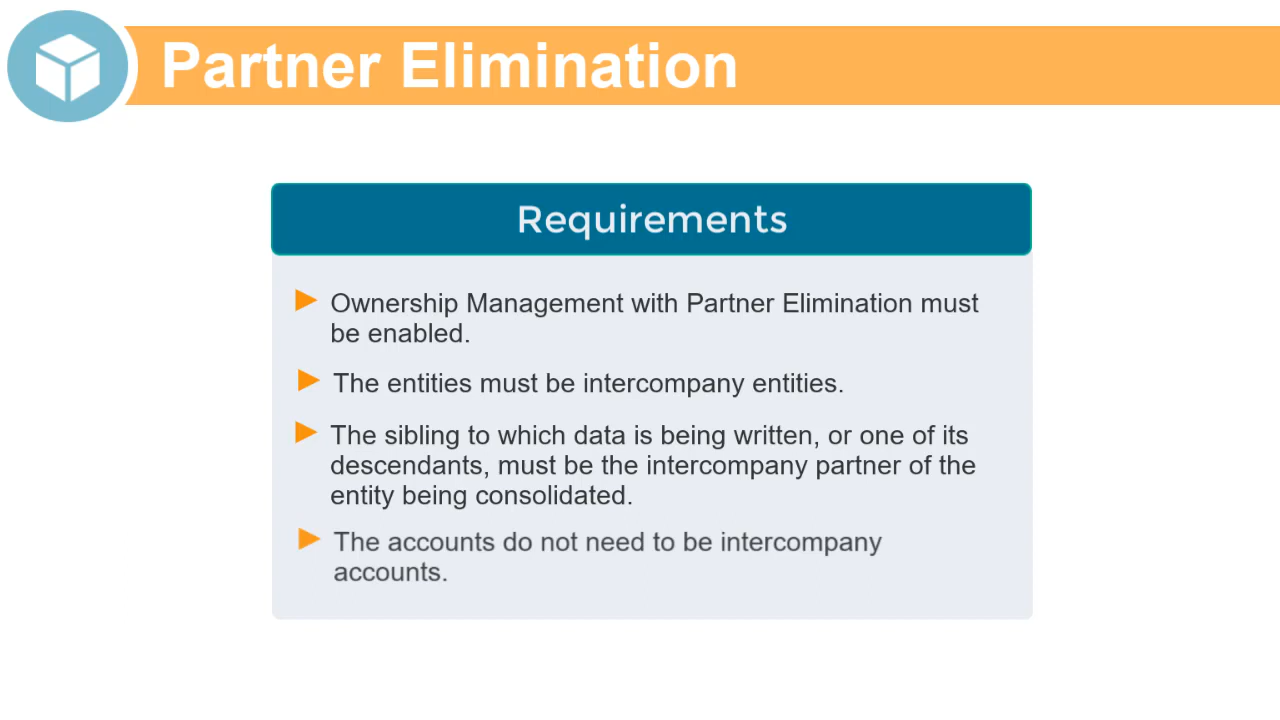 Partner Elimination
Requirements
Ownership Management with Partner Elimination must
be enabled.
The entities must be intercompany entities.
The sibling to which data is being written, or one of its
descendants, must be the intercompany partner of the
entity being consolidated.
The accounts do not need to be intercompany
accounts.